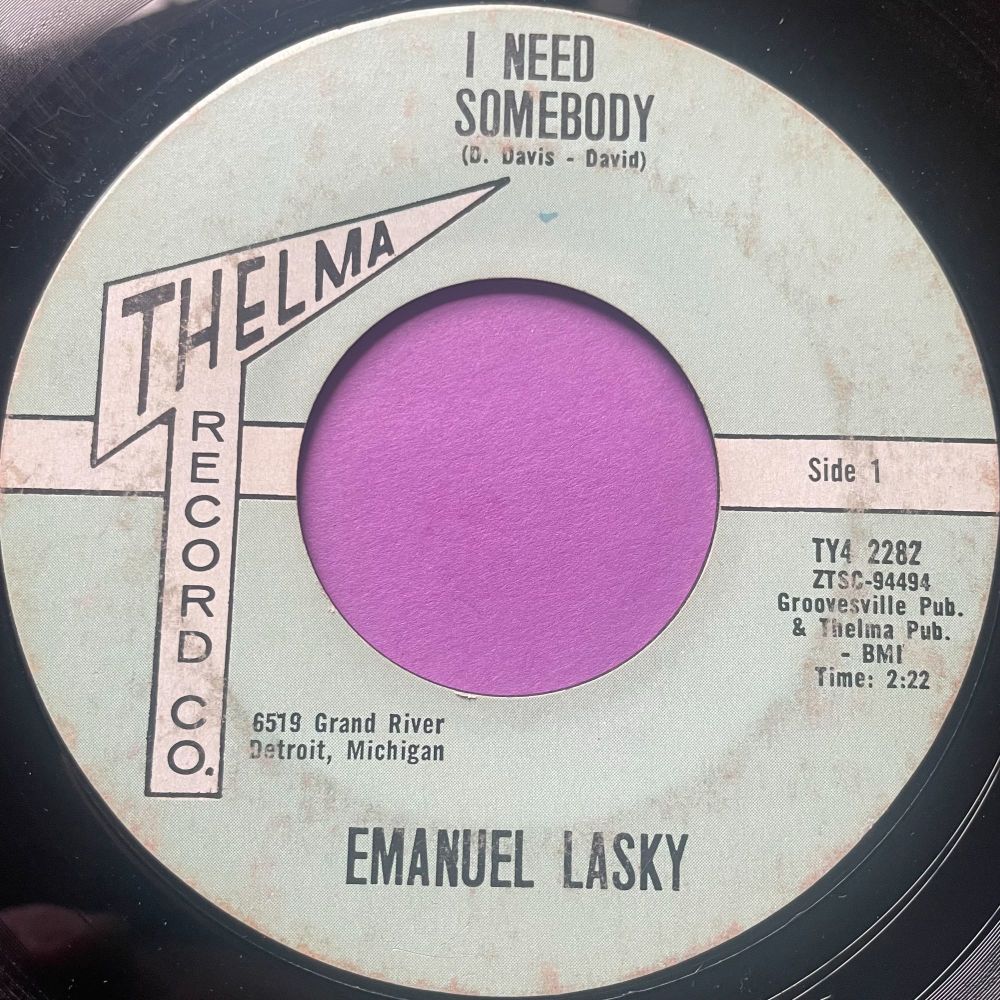 I NEED
SOMEBODY
(D. Davis - David)
THELMA
RECORD CO.
Side 1
TY4 2282
ZTSC-94494
Groovesville Pub.
& Thelma Pub.
- BMI
Time: 2:22
6519 Grand River
Detroit, Michigan
EMANUEL LASKY